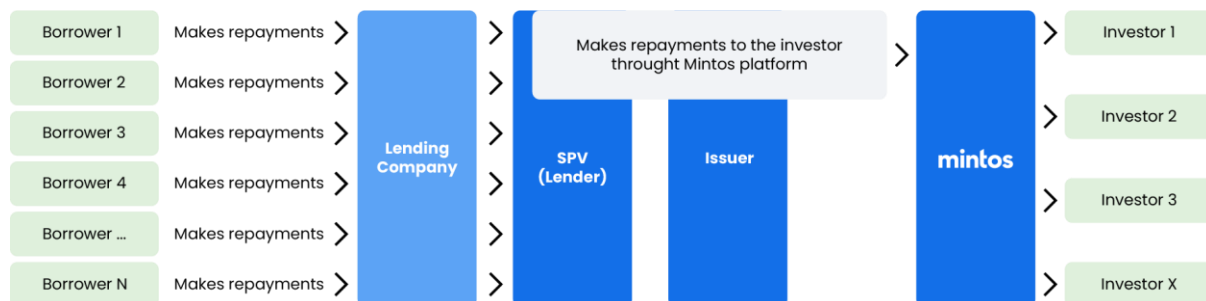 Borrower 1 Makes repayments
Borrower 2 Makes repayments
Borrower 3 Makes repayments
Borrower 4 Makes repayments
Borrower ... Makes repayments
Borrower N Makes repayments
Lending
Company
SPV
(Lender)
Issuer
Makes repayments to the investor
throught Mintos platform
mintos
Investor 1
Investor 2
Investor 3
Investor X